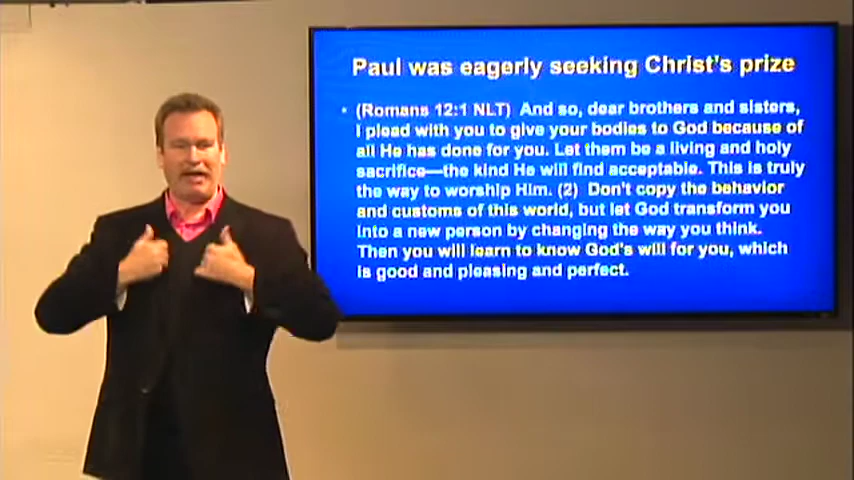 Paul was eagerly seeking Christ's prize
• (Romans 12:1 NLT) And so, dear brothers and sisters,
I plead with you to give your bodies to God because of
all He has done for you. Let them be a living and holy
sacrifice—the kind He will find acceptable. This is truly
the way to worship Him. (2) Don't copy the behavior
and customs of this world, but let God transform you
into a new person by changing the way you think.
Then you will learn to know God's will for you, which
is good and pleasing and perfect.